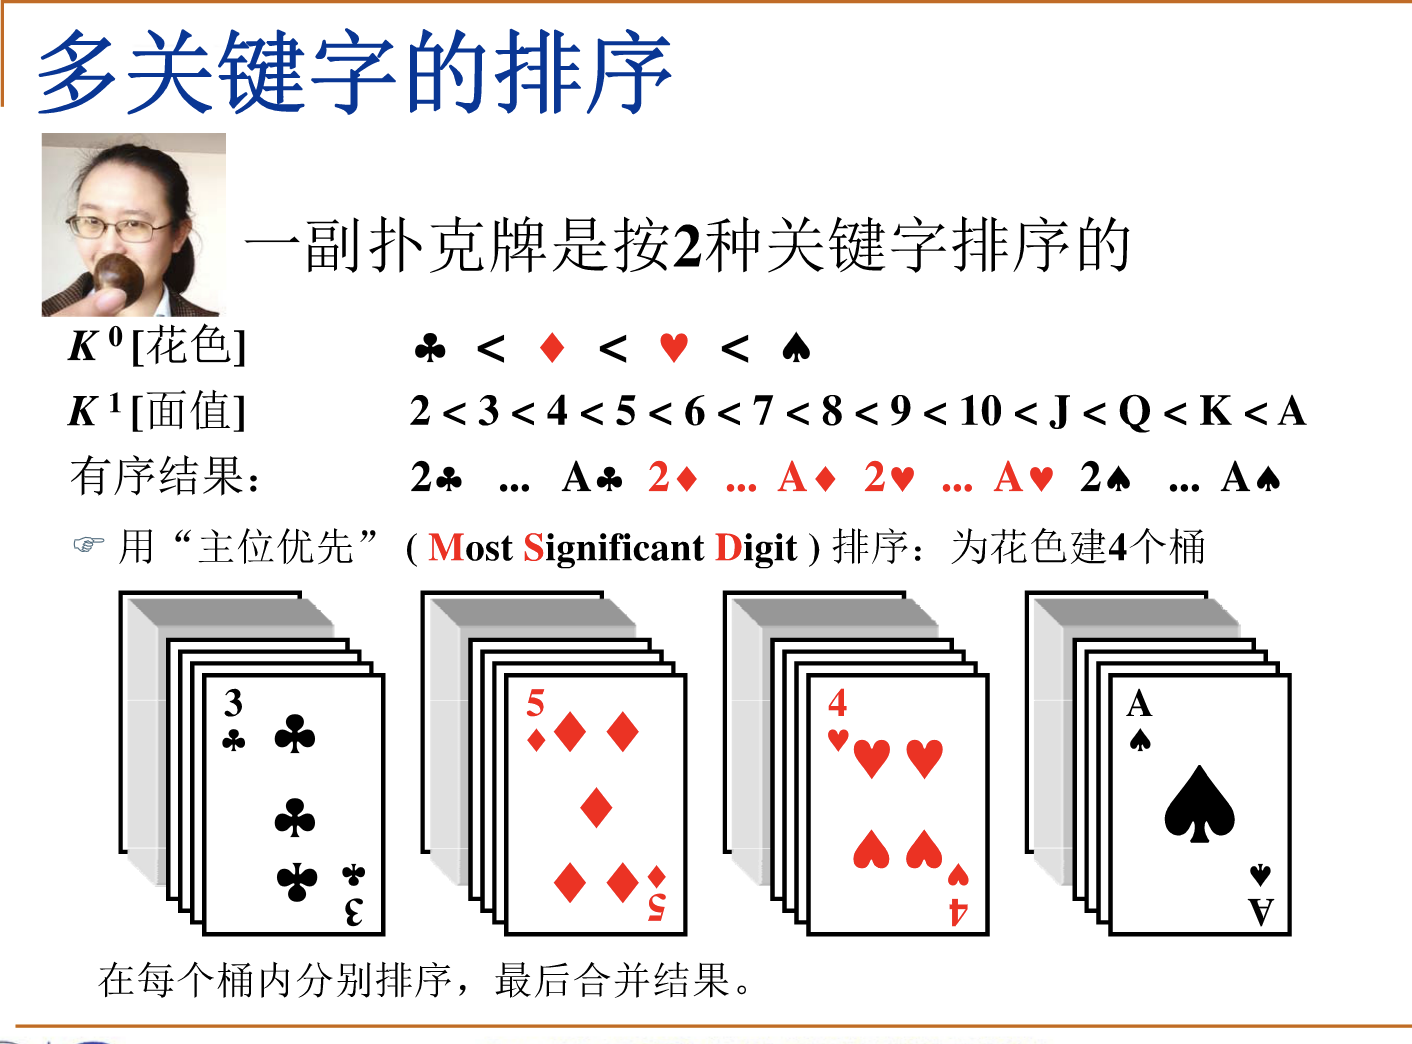 多关键字的排序
一副扑克牌是按2种关键字排序的
K 0 [花色] ♣ < ♦ < ♥ < ♠
K 1 [面值] 2 < 3 < 4 < 5 < 6 < 7 < 8 < 9 < 10 < J < Q < K < A
有序结果： 2♣ ... A♣ 2♦ ... A♦ 2♥ ... A♥ 2♠ ... A♠
☞ 用“主位优先” ( Most Significant Digit ) 排序：为花色建4个桶
3 5 4 A
3 5 4 A
在每个桶内分别排序，最后合并结果。